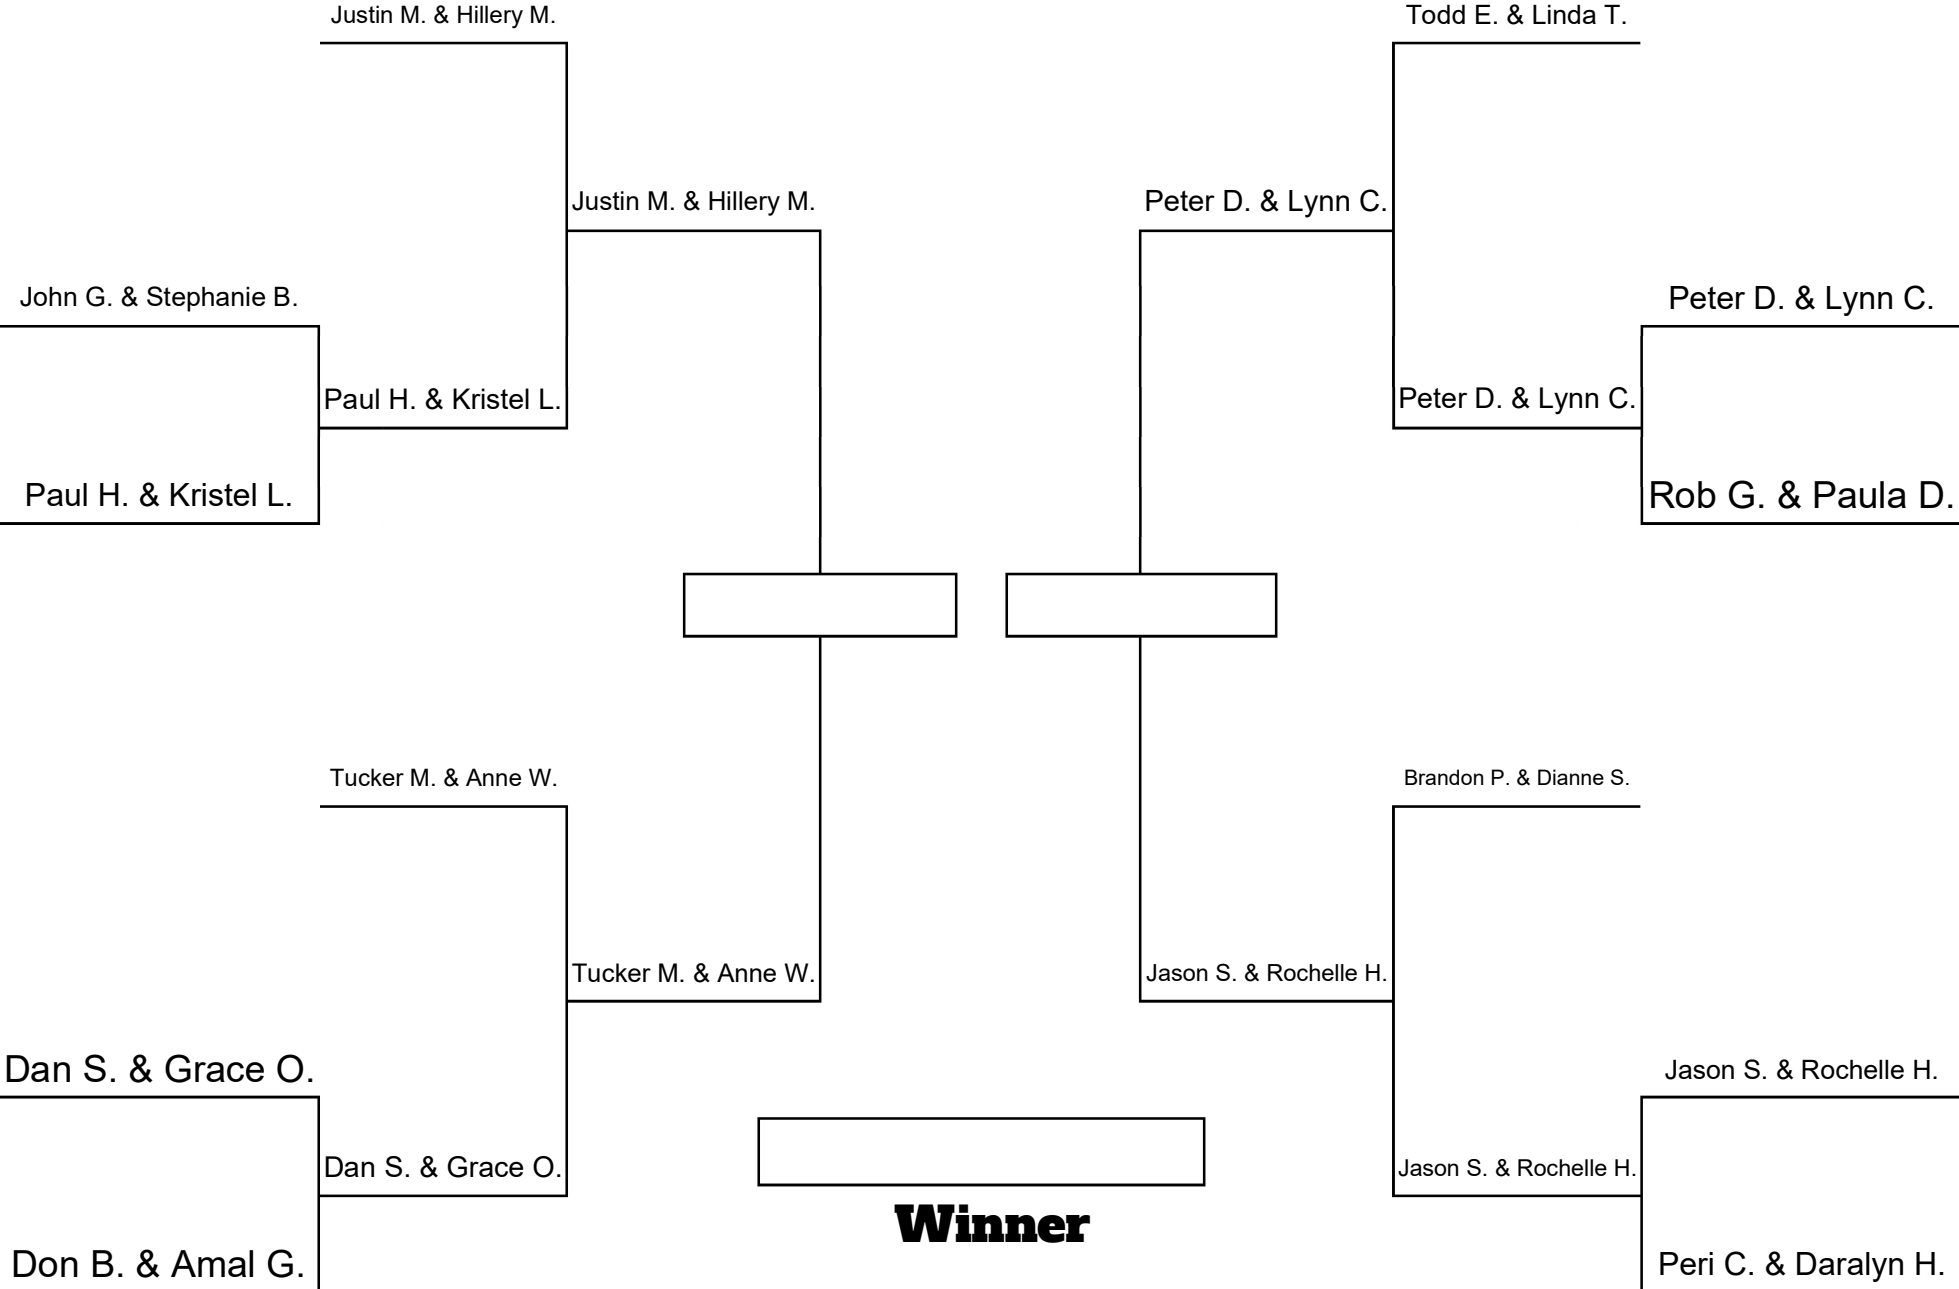 Justin M. & Hillery M.
Todd E. & Linda T.
Justin M. & Hillery M.
Peter D. & Lynn C.
John G. & Stephanie B.
Peter D. & Lynn C.
Paul H. & Kristel L.
Peter D. & Lynn C.
Paul H. & Kristel L.
Rob G. & Paula D.
Tucker M. & Anne W.
Brandon P. & Dianne S.
Tucker M. & Anne W.
Jason S. & Rochelle H.
Dan S. & Grace O.
Jason S. & Rochelle H.
Dan S. & Grace O.
Jason S. & Rochelle H.
Winner
Don B. & Amal G.
Peri C. & Daralyn H.